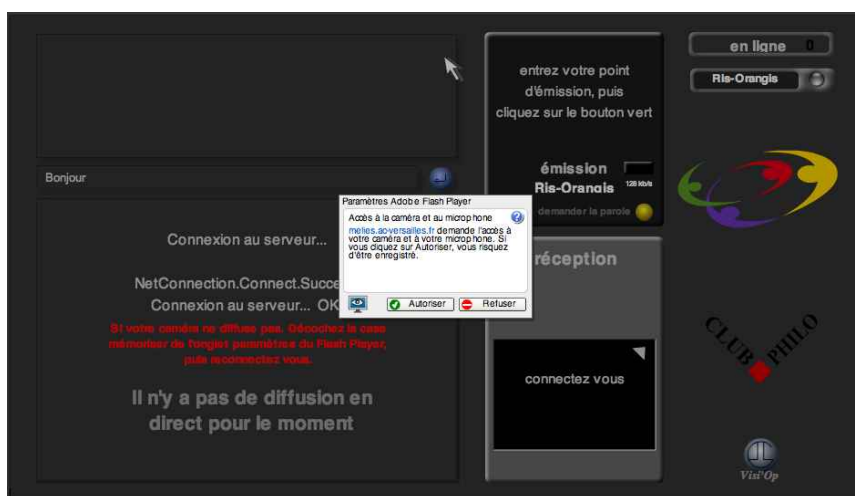 Bonjour
Connexion au serveur...
NetConnection.Connect.Succe
Connexion au serveur... OK
Si votre caméra ne diffuse pas. Décochez la case
mémoriser de l'onglet paramètres du Flash Player,
puis reconnectez vous.
Il n'y a pas de diffusion en
direct pour le moment
Paramètres Adobe Flash Player
Accès à la caméra et au microphone
melies.ac-versailles.fr demande l'accès à
votre caméra et à votre microphone. Si
vous cliquez sur Autoriser, vous risquez
d'être enregistré.
Autoriser
Refuser
entrez votre point
d'émission, puis
cliquez sur le bouton vert
émission
Ris-Orangis
128 kb/s
demander la parole
réception
connectez vous
en ligne 0
Ris-Orangis
CLUB PHILO
Visi'Op